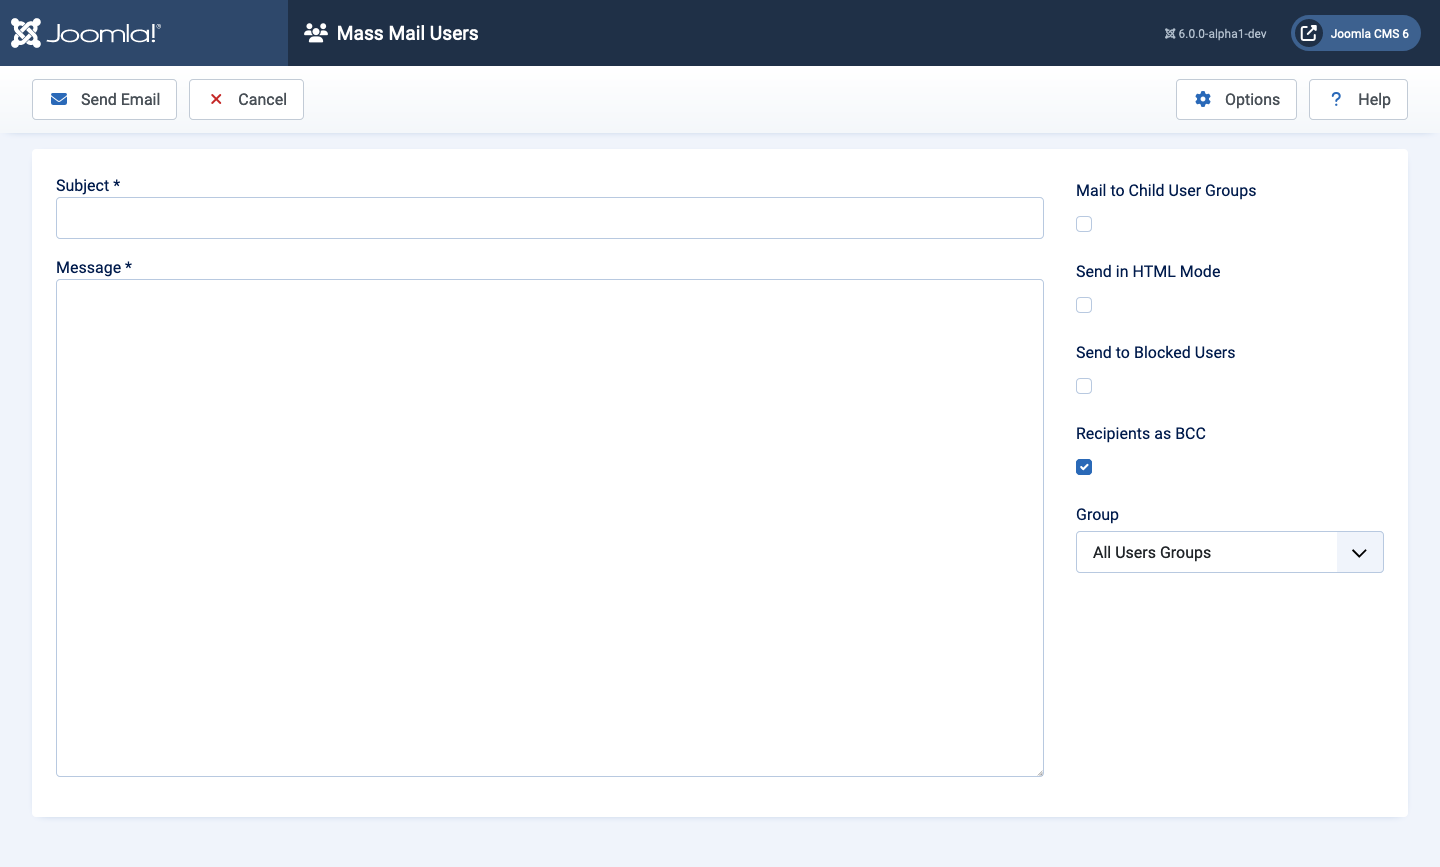 Joomla!®
Mass Mail Users
6.0.0-alpha1-dev
Joomla CMS 6
Send Email
Cancel
Options
? Help
Subject *
Message *
Mail to Child User Groups
Send in HTML Mode
Send to Blocked Users
Recipients as BCC
Group
All Users Groups